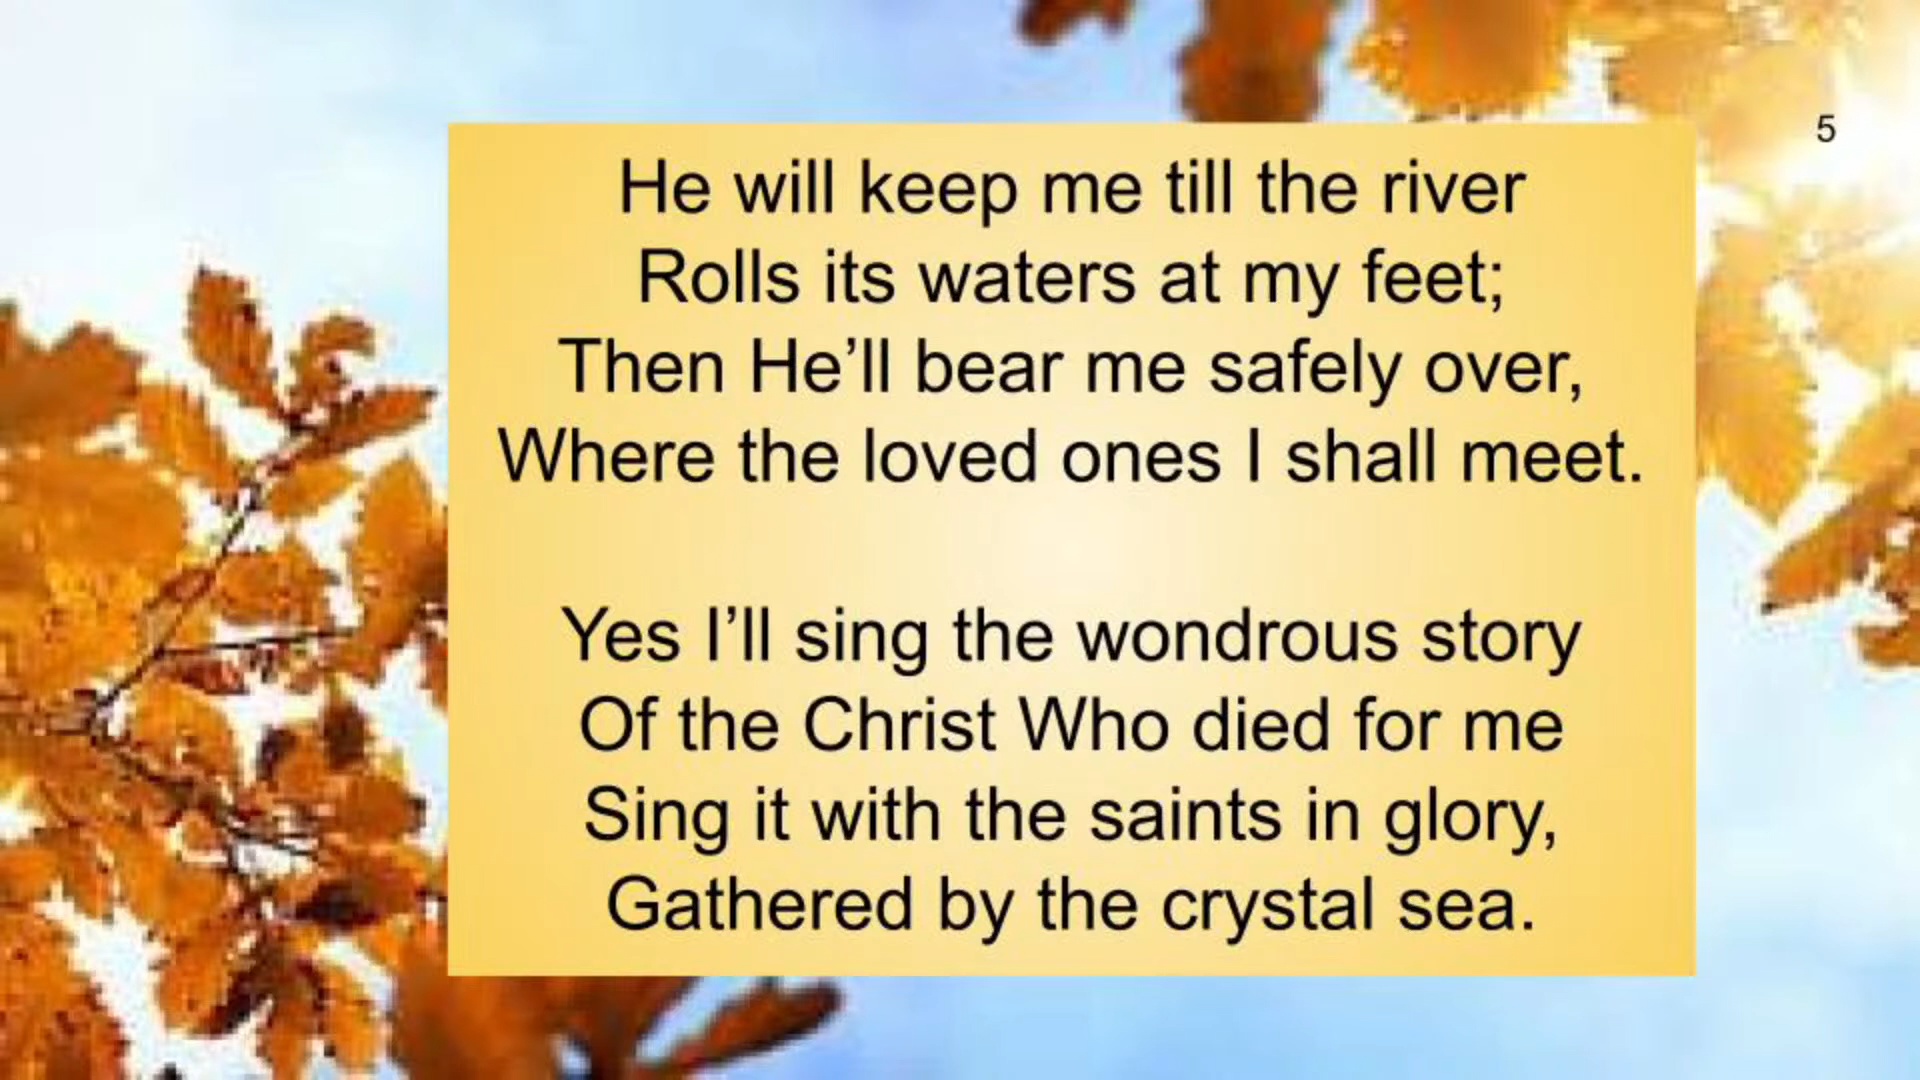 5
He will keep me till the river
Rolls its waters at my feet;
Then He’ll bear me safely over,
Where the loved ones I shall meet.
Yes I’ll sing the wondrous story
Of the Christ Who died for me
Sing it with the saints in glory,
Gathered by the crystal sea.